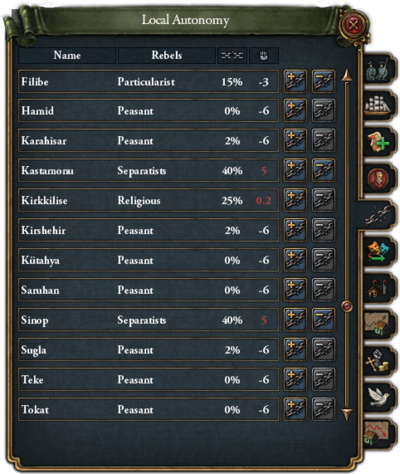 Local Autonomy
Name Rebels
Filibe Particularist 15% -3
Hamid Peasant 0% -6
Karahisar Peasant 2% -6
Kastamonu Separatists 40% 5
Kirkkilise Religious 25% 0.2
Kirshehir Peasant 2% -6
Kütahya Peasant 0% -6
Saruhan Peasant 0% -6
Sinop Separatists 40% 5
Sugla Peasant 2% -6
Teke Peasant 0% -6
Tokat Peasant 0% -6